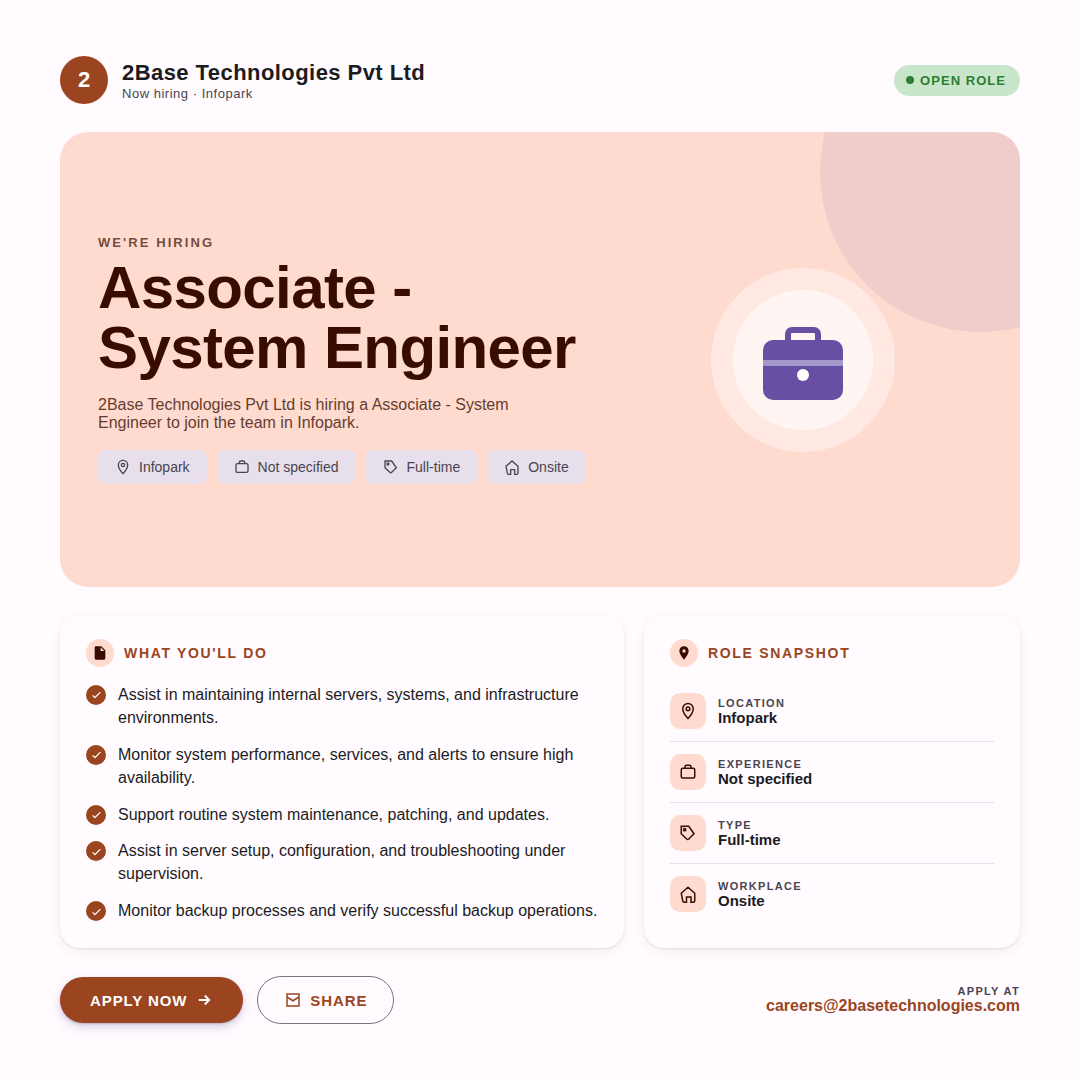 2
2Base Technologies Pvt Ltd
Now hiring · Infopark
OPEN ROLE
WE'RE HIRING
Associate -
System Engineer
2Base Technologies Pvt Ltd is hiring a Associate - System
Engineer to join the team in Infopark.
Infopark
Not specified
Full-time
Onsite
WHAT YOU'LL DO
Assist in maintaining internal servers, systems, and infrastructure
environments.
Monitor system performance, services, and alerts to ensure high
availability.
Support routine system maintenance, patching, and updates.
Assist in server setup, configuration, and troubleshooting under
supervision.
Monitor backup processes and verify successful backup operations.
ROLE SNAPSHOT
LOCATION
Infopark
EXPERIENCE
Not specified
TYPE
Full-time
WORKPLACE
Onsite
APPLY NOW
SHARE
APPLY AT
careers@2basetechnologies.com